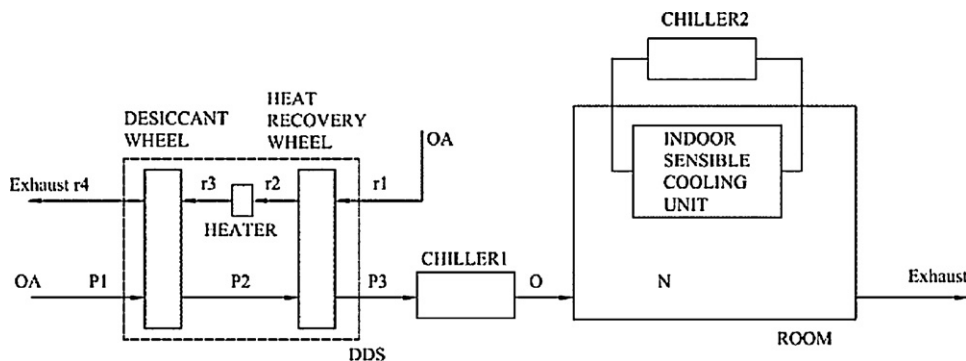 CHILLER2
DESICCANT
WHEEL
HEAT
RECOVERY
WHEEL
OA
INDOOR
SENSIBLE
COOLING
UNIT
Exhaust r4
r3
r2
r1
HEATER
CHILLER1
OA
P1
P2
P3
O
N
Exhaust
DDS
ROOM